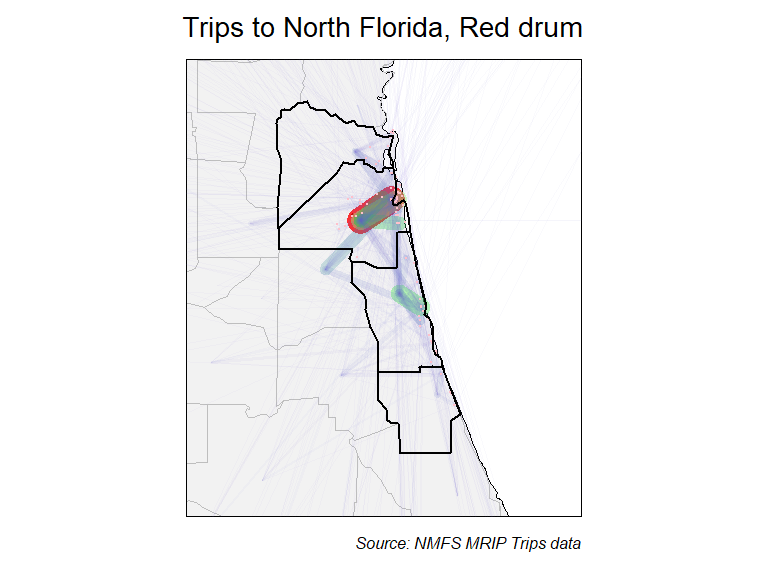 Trips to North Florida, Red drum
Source: NMFS MRIP Trips data